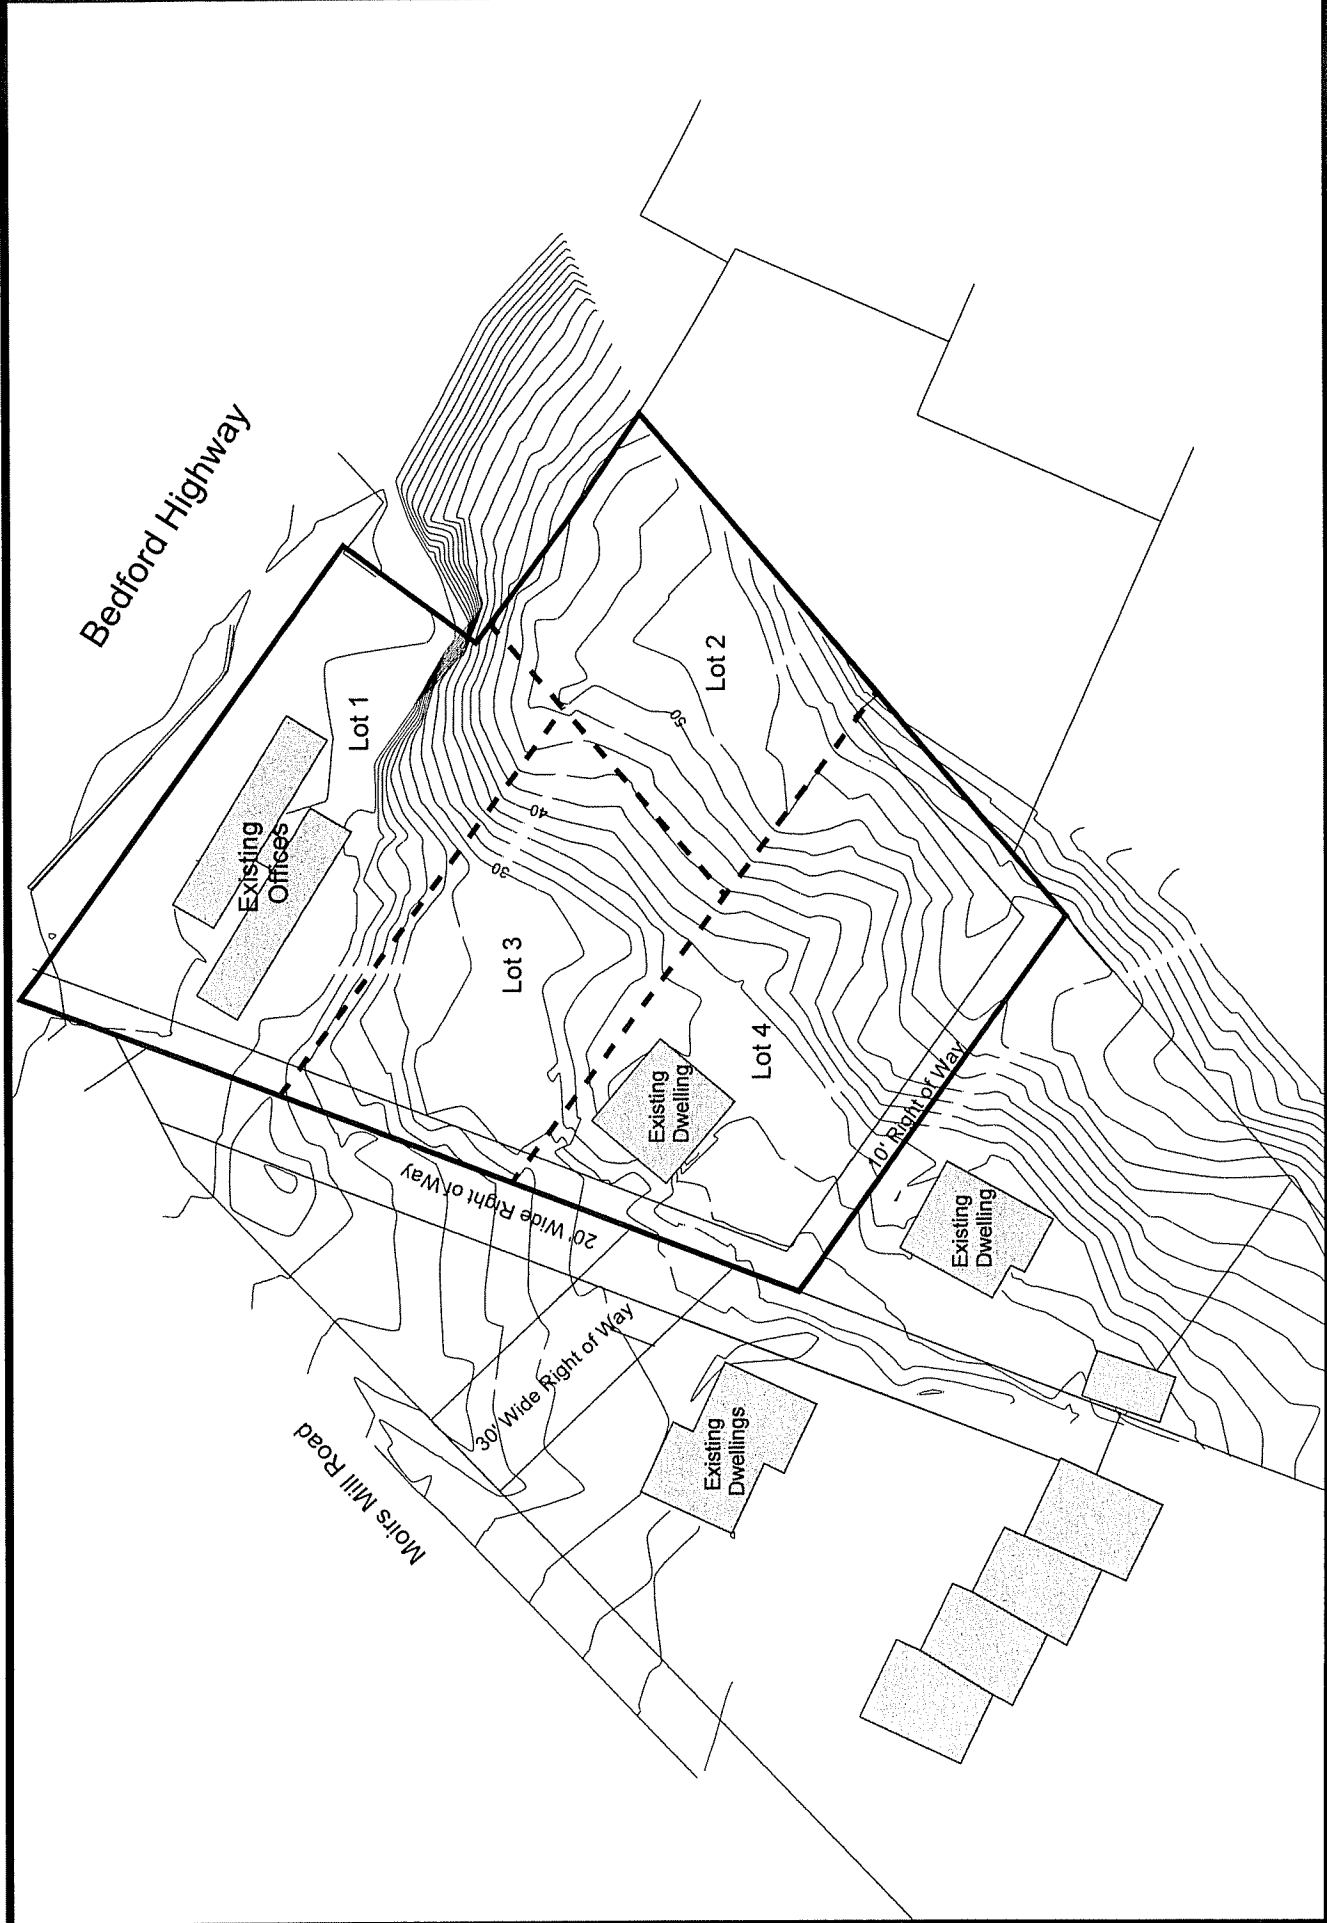 Bedford Highway
Existing
Offices
Lot 1
Lot 2
50
40
30
Lot 3
Lot 4
Existing
Dwelling
10' Right of Way
20' Wide Right of Way
30' Wide Right of Way
Existing
Dwelling
Existing
Dwellings
Moirs Mill Road